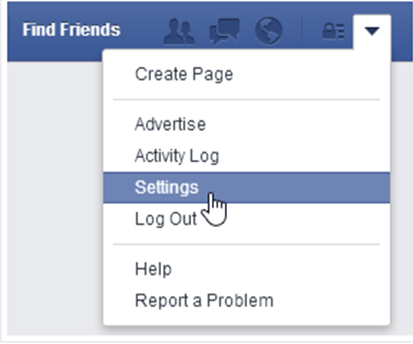 Find Friends
Create Page
Advertise
Activity Log
Settings
Log Out
Help
Report a Problem